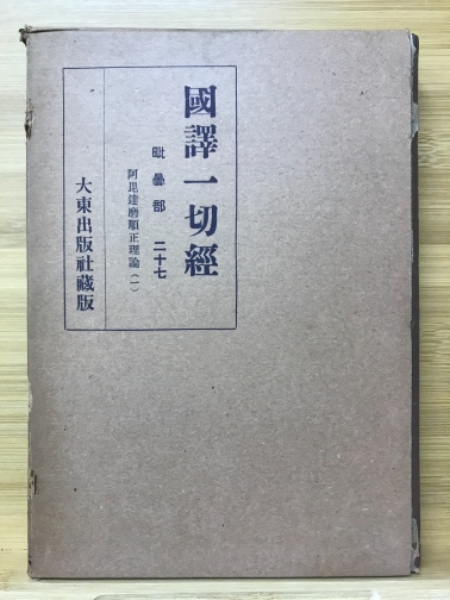 國譯一切經
毗曇部 二十七
阿毘達磨順正理論(一)
大東出版社藏版